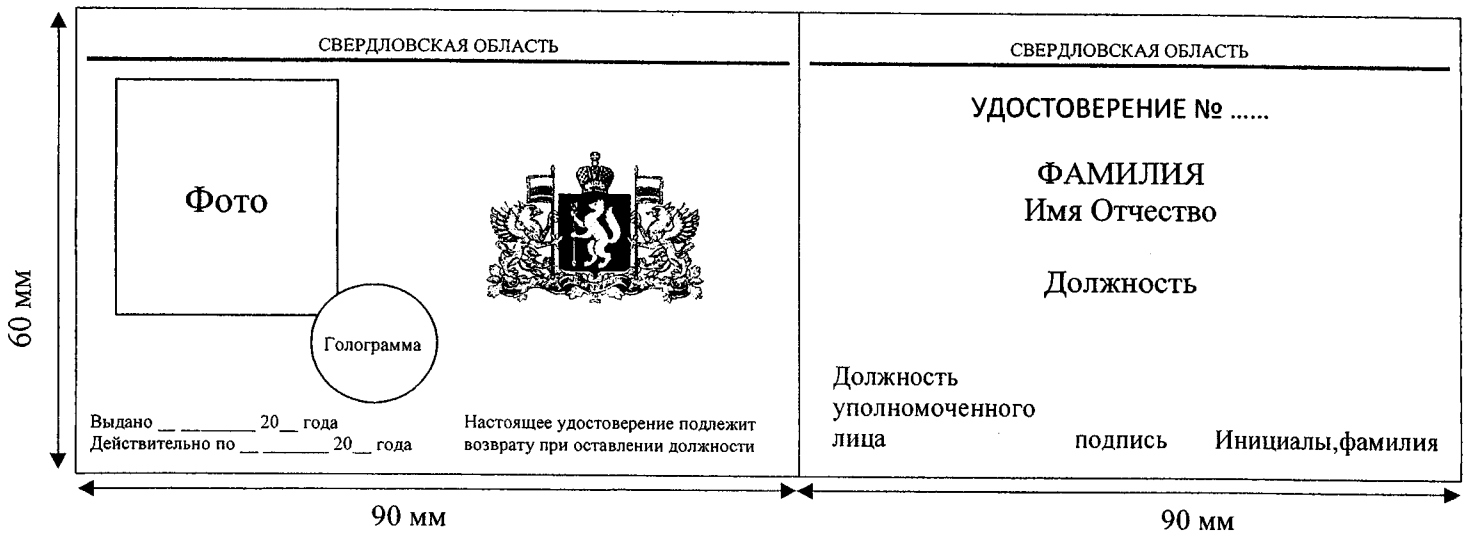 60 мм
СВЕРДЛОВСКАЯ ОБЛАСТЬ
Фото
Голограмма
Выдано __ _________ 20__ года
Действительно по __ ________ 20__ года
Настоящее удостоверение подлежит
возврату при оставлении должности
90 мм
СВЕРДЛОВСКАЯ ОБЛАСТЬ
УДОСТОВЕРЕНИЕ № ......
ФАМИЛИЯ
Имя Отчество
Должность
Должность
уполномоченного
лица подпись Инициалы,фамилия
90 мм